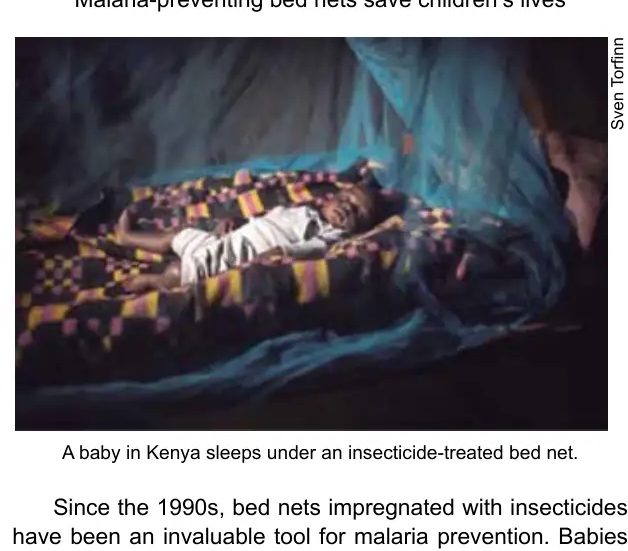 Malaria-preventing bed nets save children's lives
Sven Torfinn
A baby in Kenya sleeps under an insecticide-treated bed net.
Since the 1990s, bed nets impregnated with insecticides
have been an invaluable tool for malaria prevention. Babies